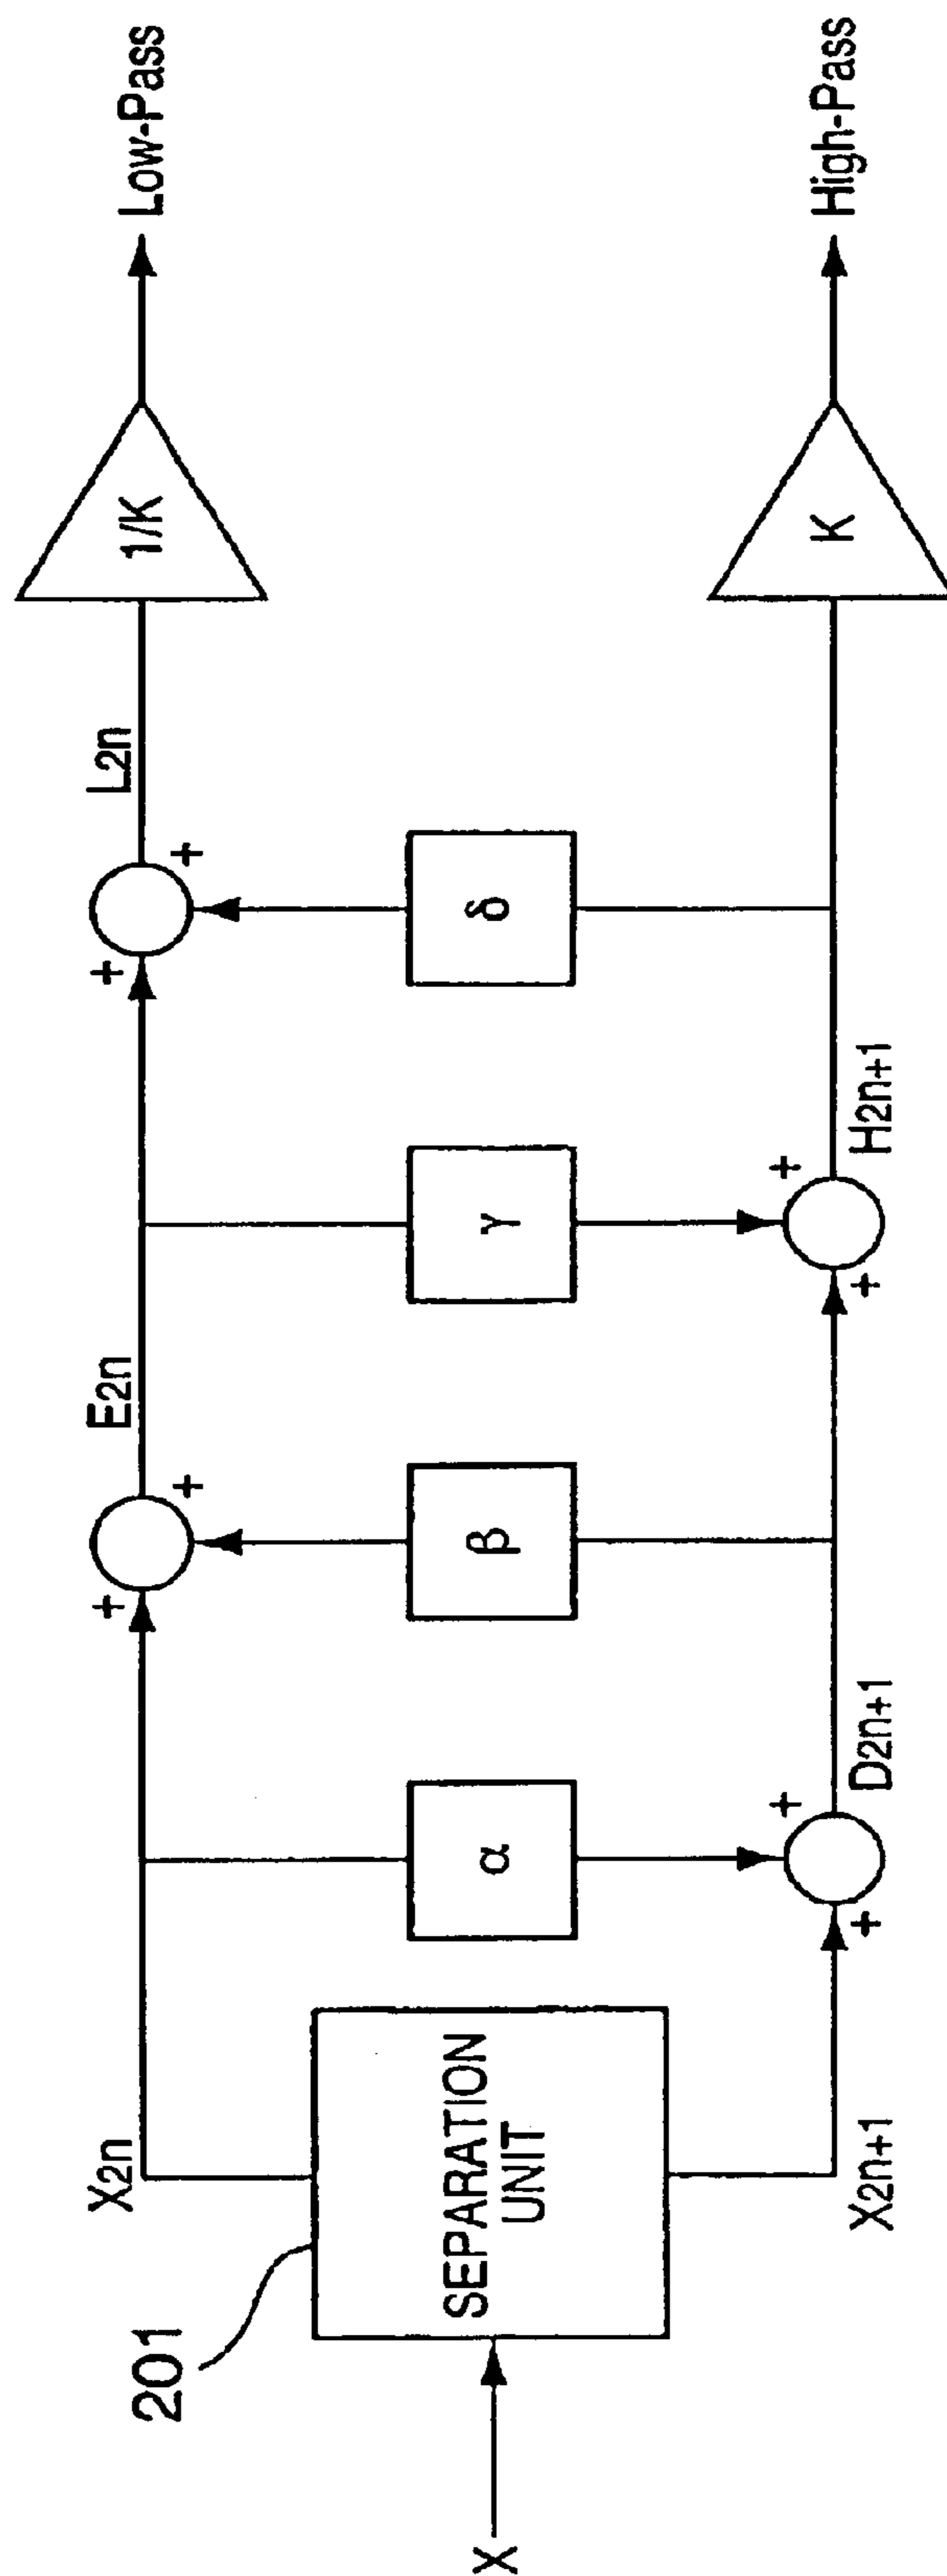 X
201
SEPARATION
UNIT
X2n
X2n+1
α
+
+
D2n+1
β
+
+
E2n
γ
+
+
H2n+1
δ
+
+
L2n
1/K
K
Low-Pass
High-Pass